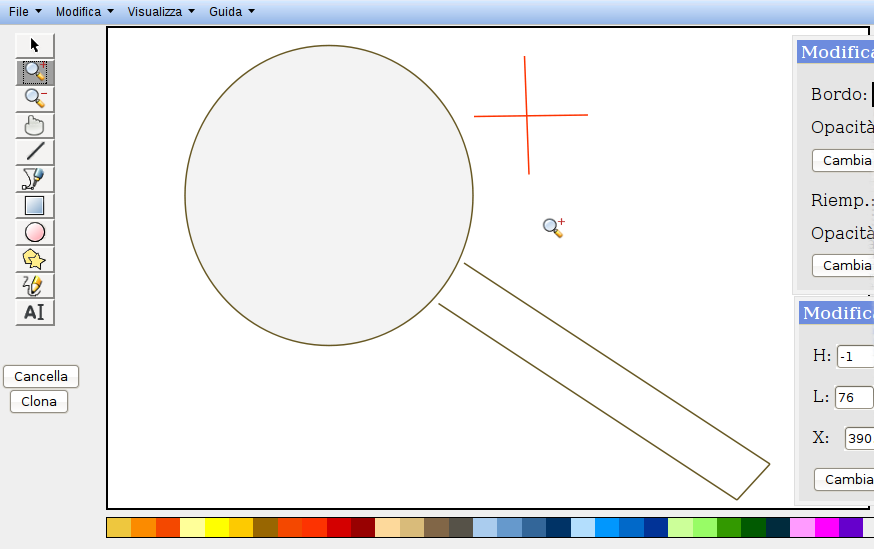 File Modifica Visualizza Guida
Modifica
Bordo:
Opacità
Cambia
Riemp.:
Opacità
Cambia
Modifica
H: -1
L: 76
X: 390
Cambia
AI
Cancella
Clona